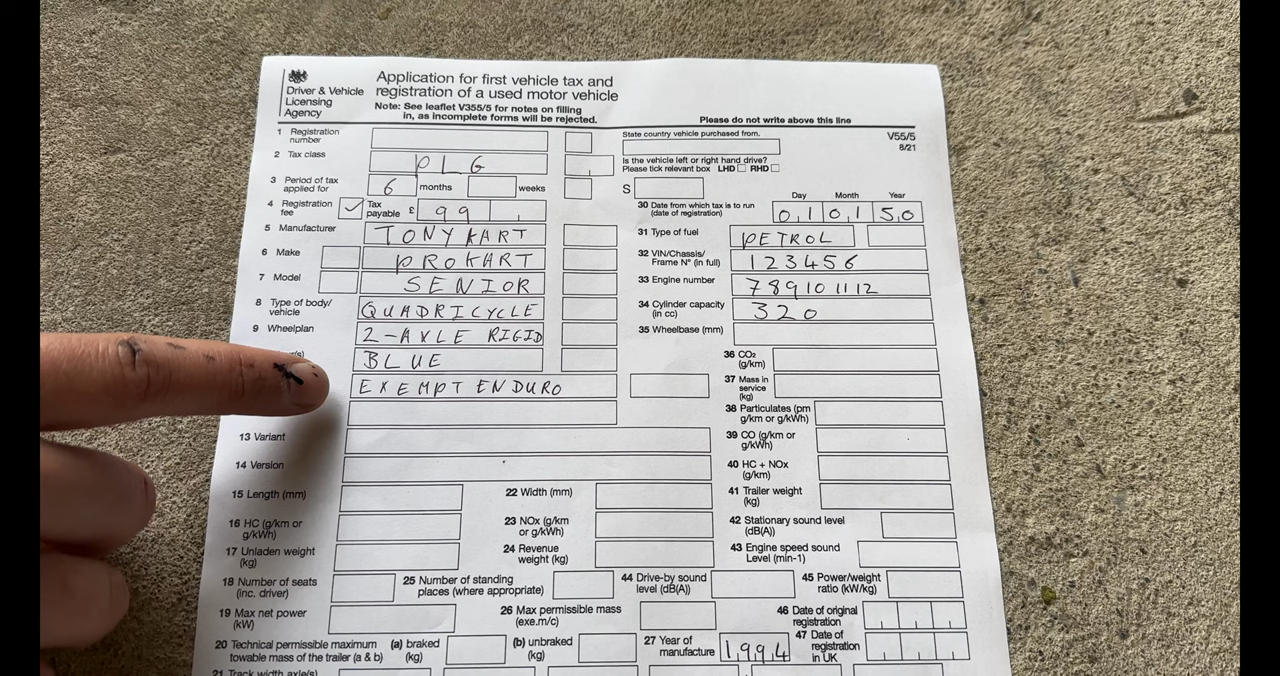 Driver & Vehicle Licensing Agency
Application for first vehicle tax and
registration of a used motor vehicle
Note: See leaflet V355/5 for notes on filling
in, as incomplete forms will be rejected.
Please do not write above this line
V55/5
8/21
1 Registration number
2 Tax class PLG
3 Period of tax applied for 6 months weeks
4 Registration fee ✓ Tax payable £ 99
5 Manufacturer TONY KART
6 Make PROKART
7 Model SENIOR
8 Type of body/vehicle QUADRICYCLE
9 Wheelplan 2-AXLE RIGID
BLUE
EXEMPT ENDURO
13 Variant
14 Version
15 Length (mm)
16 HC (g/km or g/kWh)
17 Unladen weight (kg)
18 Number of seats (inc. driver)
19 Max net power (kW)
20 Technical permissible maximum towable mass of the trailer (a & b) (a) braked (kg) (b) unbraked (kg)
21 Track width axle(s)
22 Width (mm)
23 NOx (g/km or g/kWh)
24 Revenue weight (kg)
25 Number of standing places (where appropriate)
26 Max permissible mass (exe.m/c)
27 Year of manufacture 1994
State country vehicle purchased from.
Is the vehicle left or right hand drive?
Please tick relevant box LHD RHD
S
Day Month Year
30 Date from which tax is to run (date of registration) 01 01 50
31 Type of fuel PETROL
32 VIN/Chassis/Frame N° (in full) 123456
33 Engine number 789101112
34 Cylinder capacity (in cc) 320
35 Wheelbase (mm)
36 CO2 (g/km)
37 Mass in service (kg)
38 Particulates (pm g/km or g/kWh)
39 CO (g/km or g/kWh)
40 HC + NOx (g/km)
41 Trailer weight (kg)
42 Stationary sound level (dB(A))
43 Engine speed sound Level (min-1)
44 Drive-by sound level (dB(A))
45 Power/weight ratio (kW/kg)
46 Date of original registration
47 Date of registration in UK